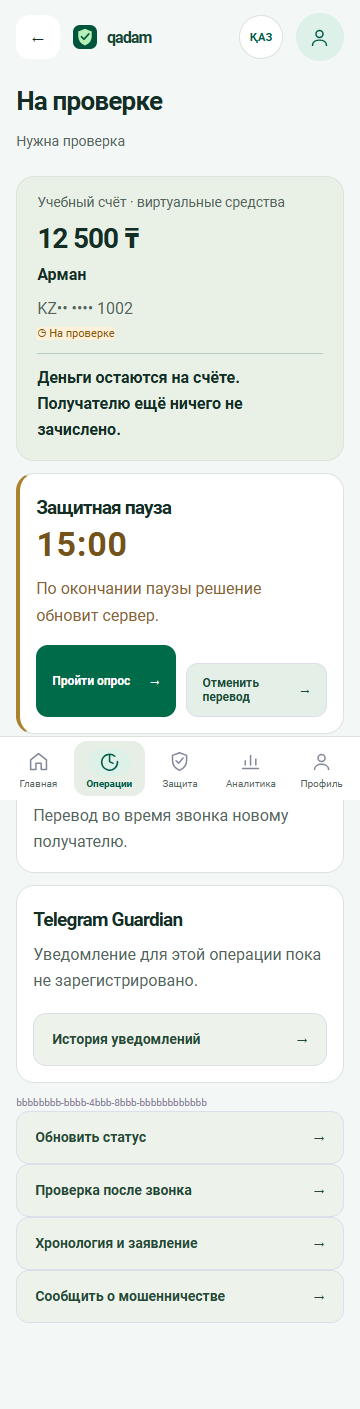 ←
qadam
ҚАЗ
На проверке
Нужна проверка
Учебный счёт · виртуальные средства
12 500 ₸
Арман
KZ•• •••• 1002
На проверке
Деньги остаются на счёте.
Получателю ещё ничего не
зачислено.
Защитная пауза
15:00
По окончании паузы решение
обновит сервер.
Пройти опрос →
Отменить
перевод →
Главная
Операции
Защита
Аналитика
Профиль
Перевод во время звонка новому
получателю.
Telegram Guardian
Уведомление для этой операции пока
не зарегистрировано.
История уведомлений →
bbbbbbbb-bbbb-4bbb-8bbb-bbbbbbbbbbbb
Обновить статус →
Проверка после звонка →
Хронология и заявление →
Сообщить о мошенничестве →